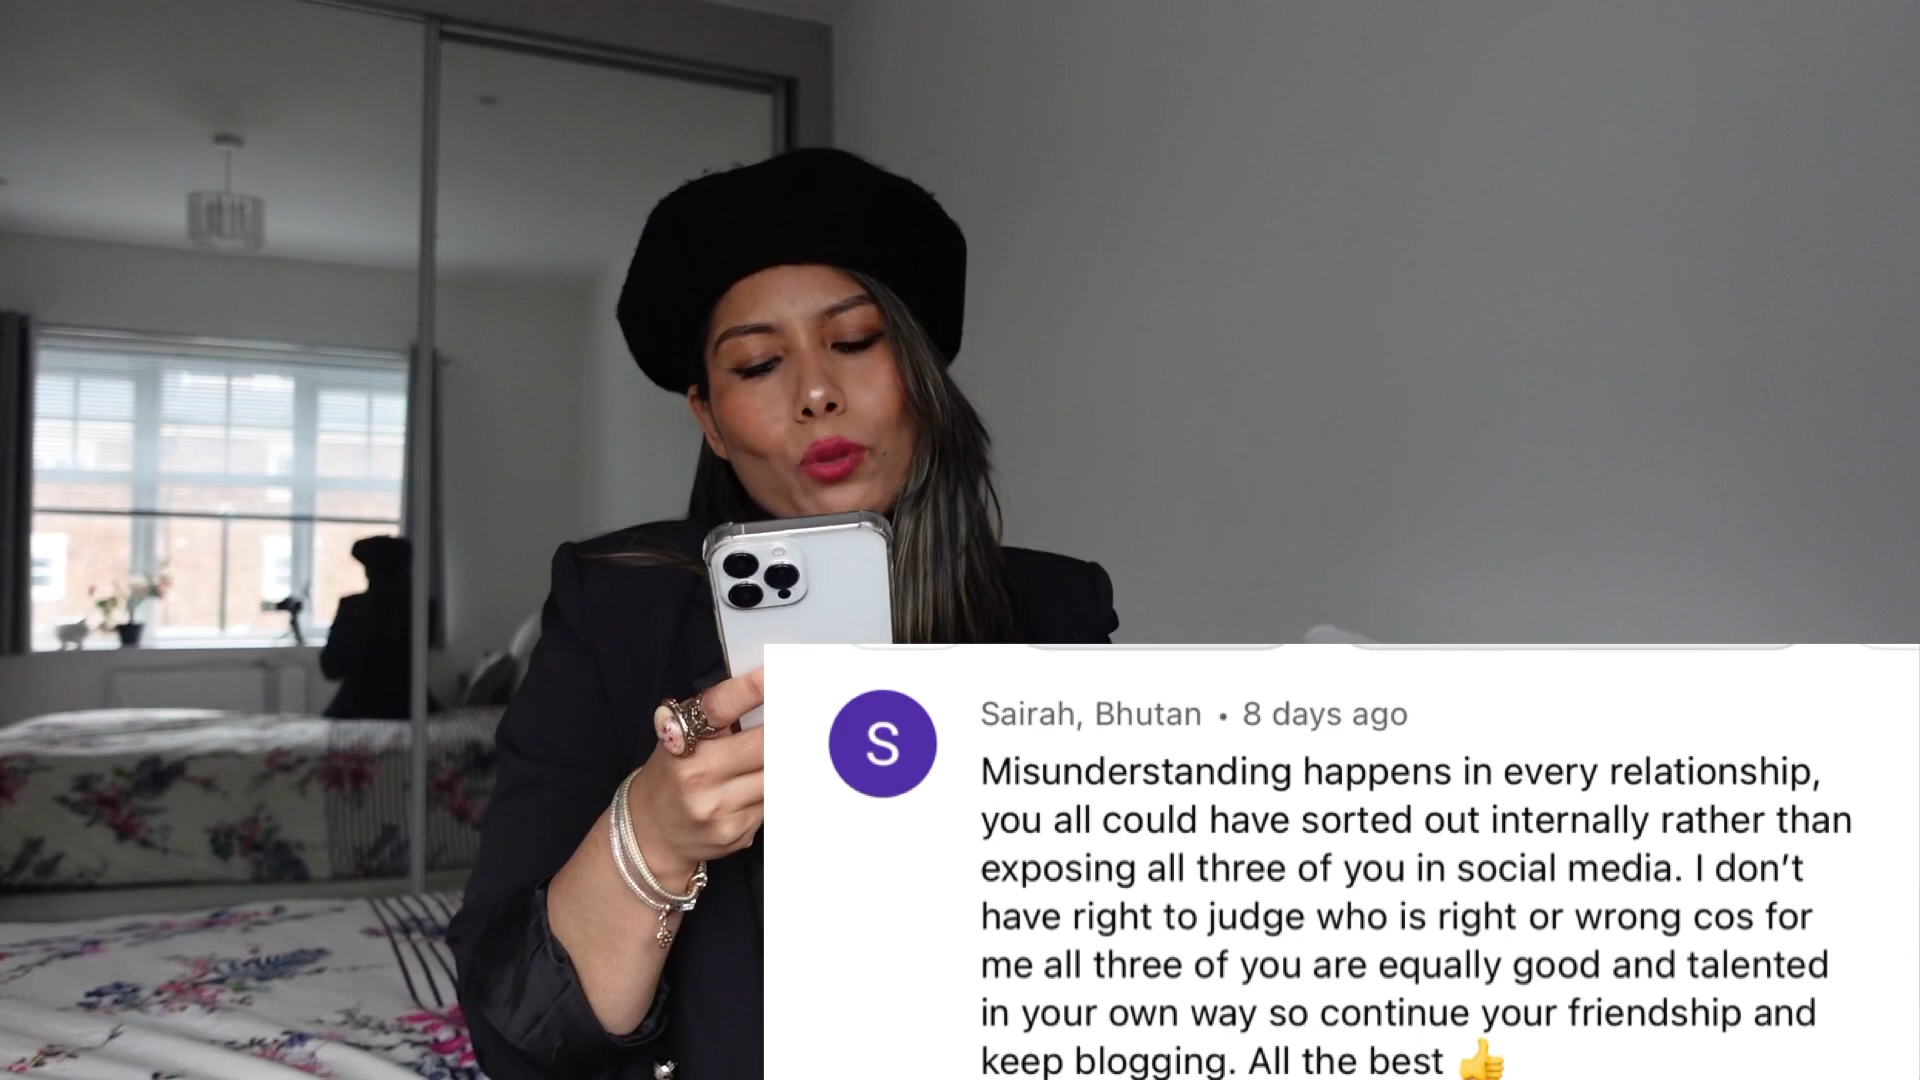 S
Sairah, Bhutan • 8 days ago
Misunderstanding happens in every relationship,
you all could have sorted out internally rather than
exposing all three of you in social media. I don’t
have right to judge who is right or wrong cos for
me all three of you are equally good and talented
in your own way so continue your friendship and
keep blogging. All the best 👍